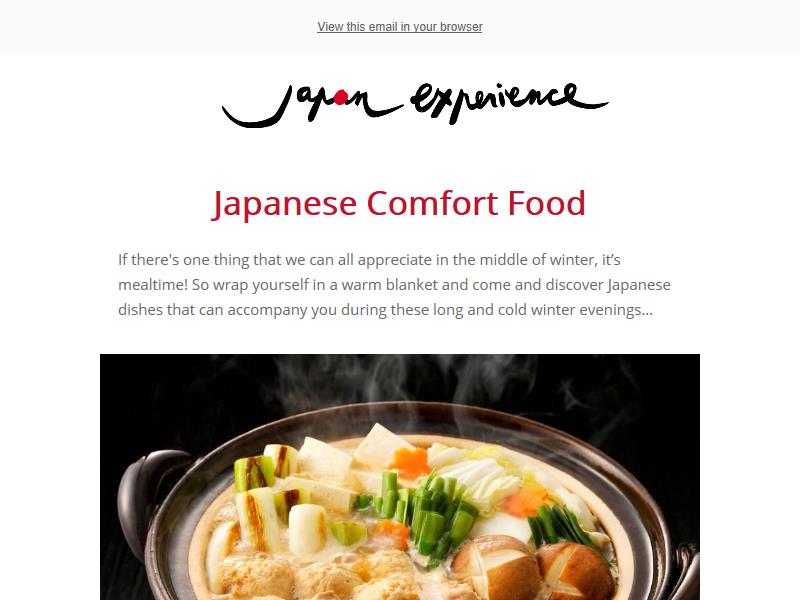 View this email in your browser
Japan experience
Japanese Comfort Food
If there's one thing that we can all appreciate in the middle of winter, it’s
mealtime! So wrap yourself in a warm blanket and come and discover Japanese
dishes that can accompany you during these long and cold winter evenings...